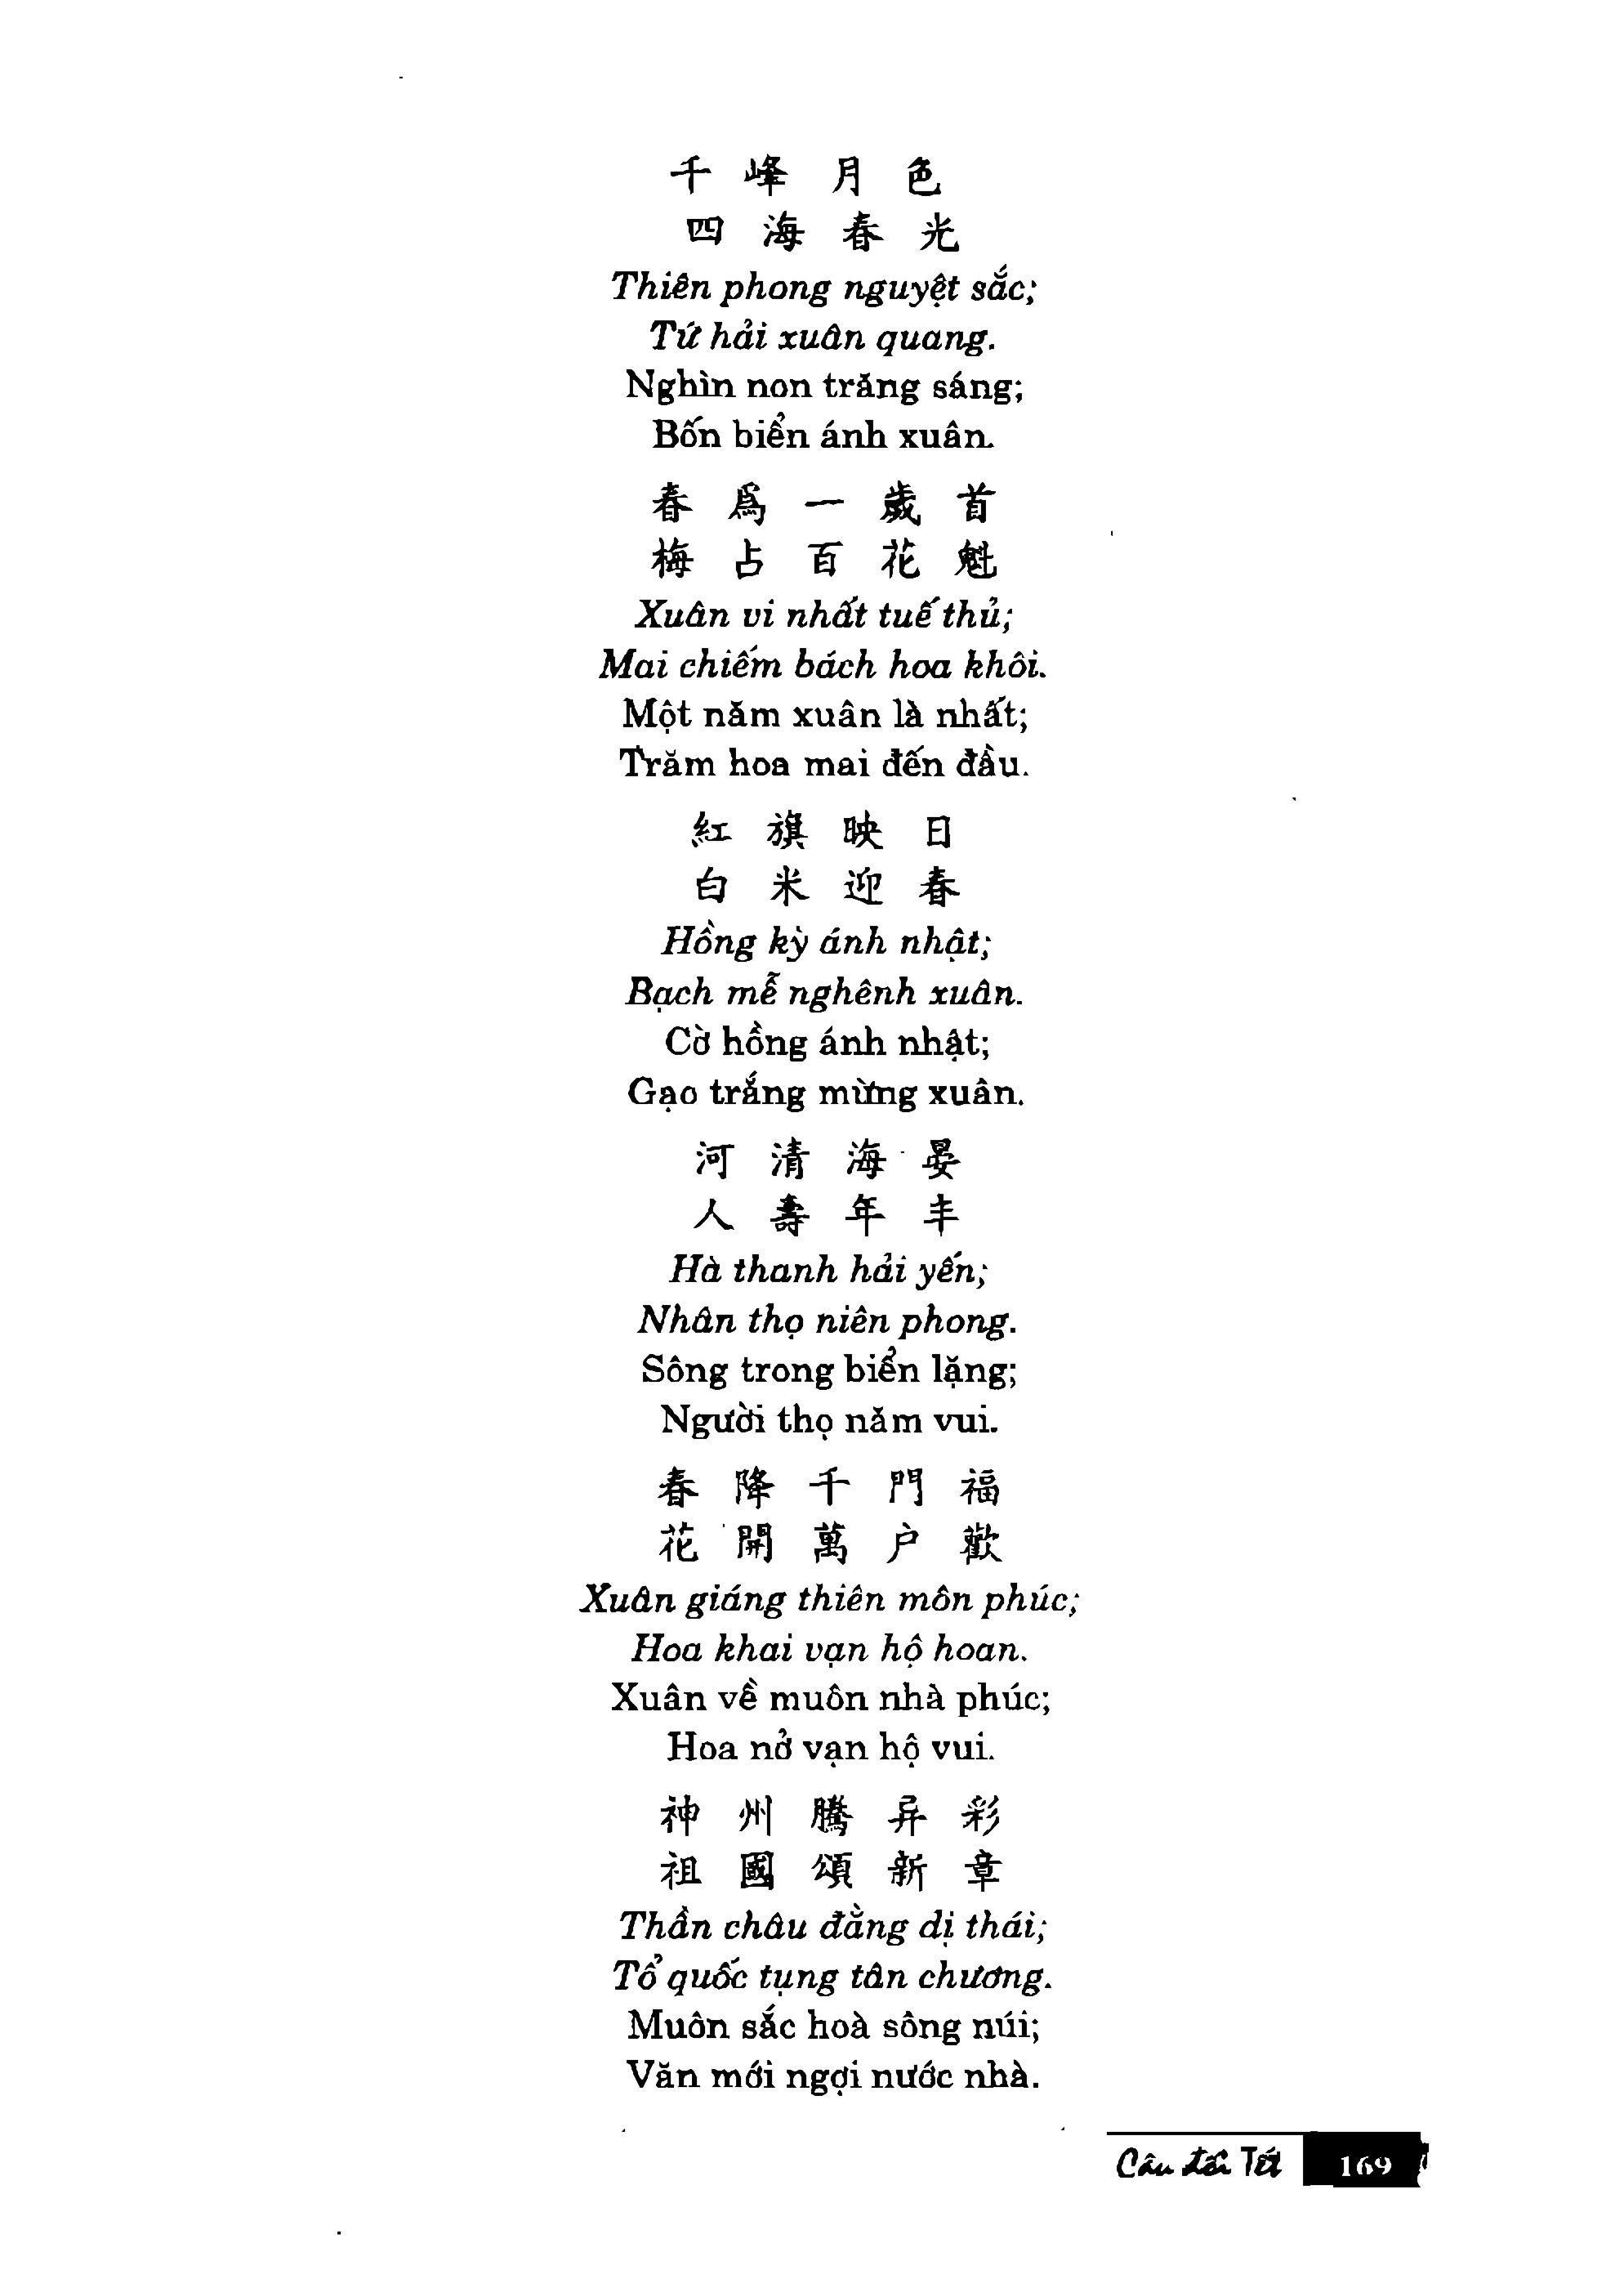 千 峰 月 色
四 海 春 光
Thiên phong nguyệt sắc;
Tứ hải xuân quang.
Nghìn non trăng sáng;
Bốn biển ánh xuân.
春 爲 一 歲 首
梅 占 百 花 魁
Xuân vi nhất tuế thủ;
Mai chiếm bách hoa khôi.
Một năm xuân là nhất;
Trăm hoa mai đến đầu.
紅 旗 映 日
白 米 迎 春
Hồng kỳ ánh nhật;
Bạch mễ nghênh xuân.
Cờ hồng ánh nhật;
Gạo trắng mừng xuân.
河 清 海 晏
人 壽 年 丰
Hà thanh hải yến;
Nhân thọ niên phong.
Sông trong biển lặng;
Người thọ năm vui.
春 降 千 門 福
花 開 萬 户 歡
Xuân giáng thiên môn phúc;
Hoa khai vạn hộ hoan.
Xuân về muôn nhà phúc;
Hoa nở vạn hộ vui.
神 州 騰 异 彩
祖 國 頌 新 章
Thần châu đằng dị thái;
Tổ quốc tụng tân chương.
Muôn sắc hoà sông núi;
Văn mới ngợi nước nhà.
Câu đối Tết 169